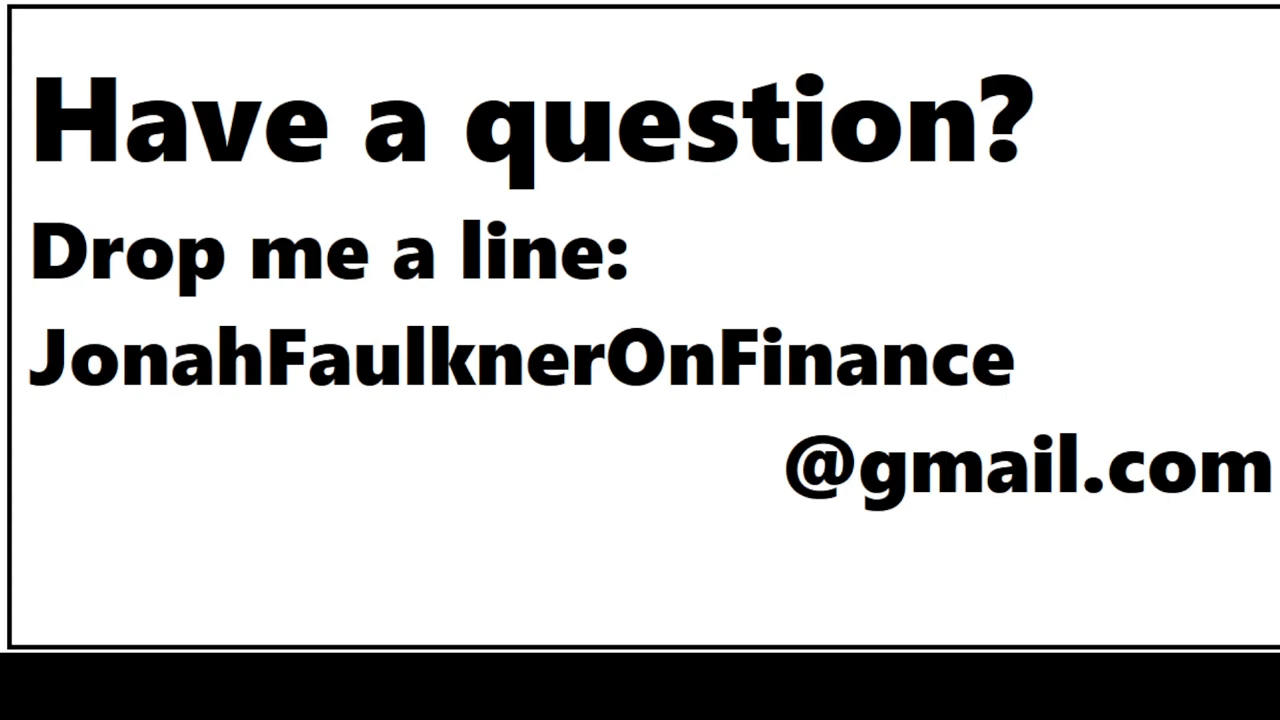 Have a question?
Drop me a line:
JonahFaulknerOnFinance
@gmail.com